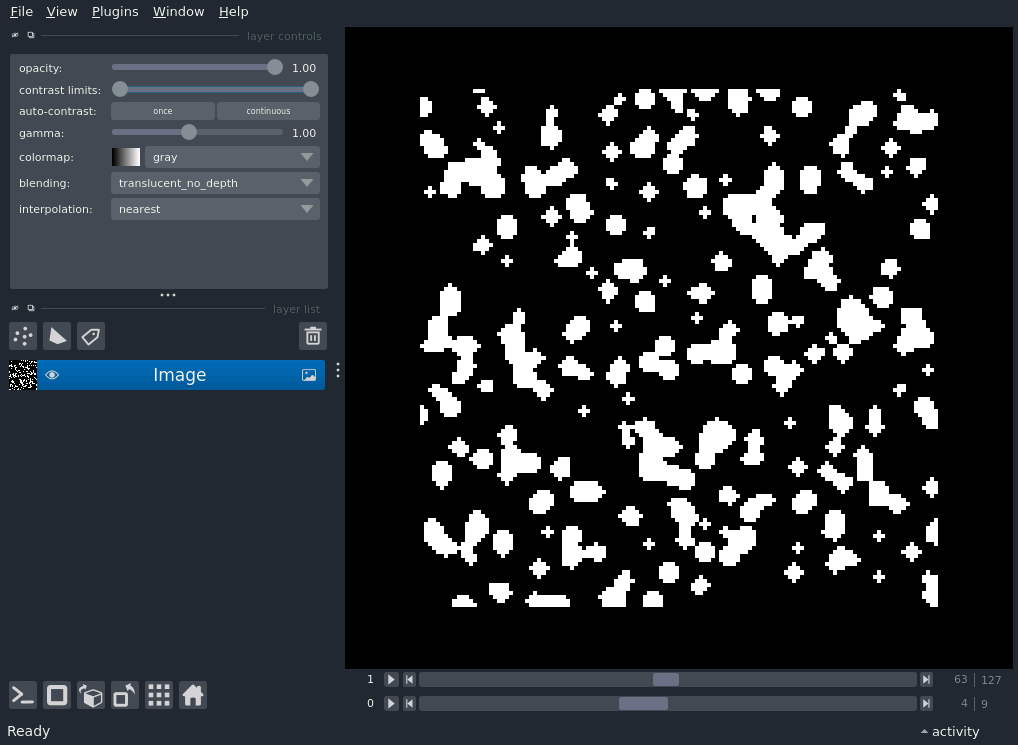 File View Plugins Window Help
layer controls
opacity: 1.00
contrast limits:
auto-contrast: once continuous
gamma: 1.00
colormap: gray
blending: translucent_no_depth
interpolation: nearest
layer list
Image
1 63 127
0 4 9
Ready activity